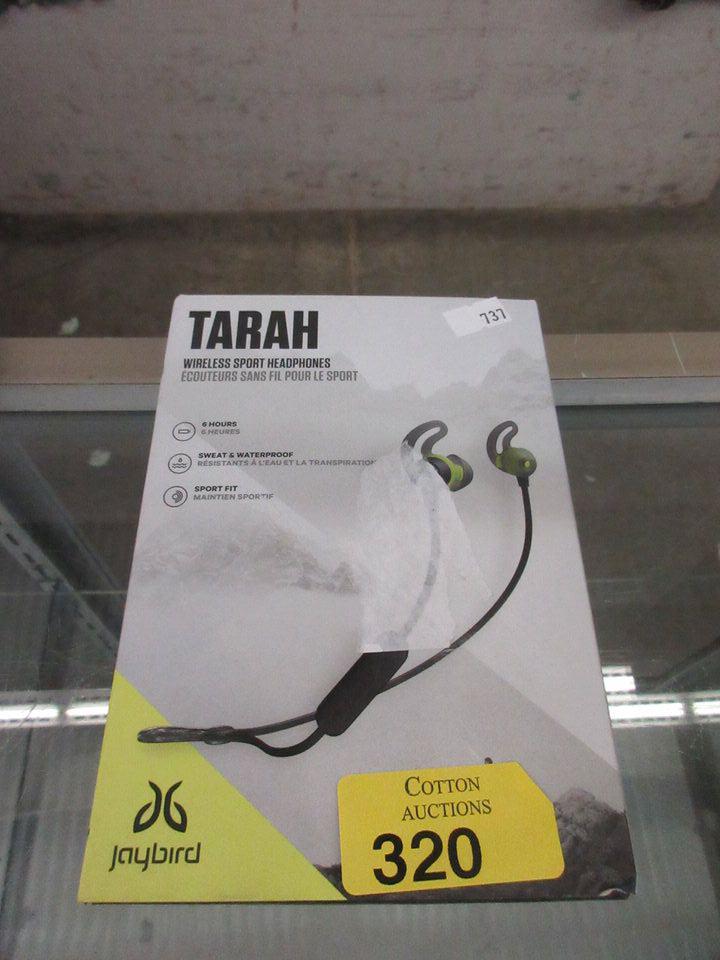 TARAH
737
WIRELESS SPORT HEADPHONES
ECOUTEURS SANS FIL POUR LE SPORT
6 HOURS
6 HEURES
SWEAT & WATERPROOF
RÉSISTANTS À L'EAU ET LA TRANSPIRATION
SPORT FIT
MAINTIEN SPORTIF
jaybird
COTTON
AUCTIONS
320